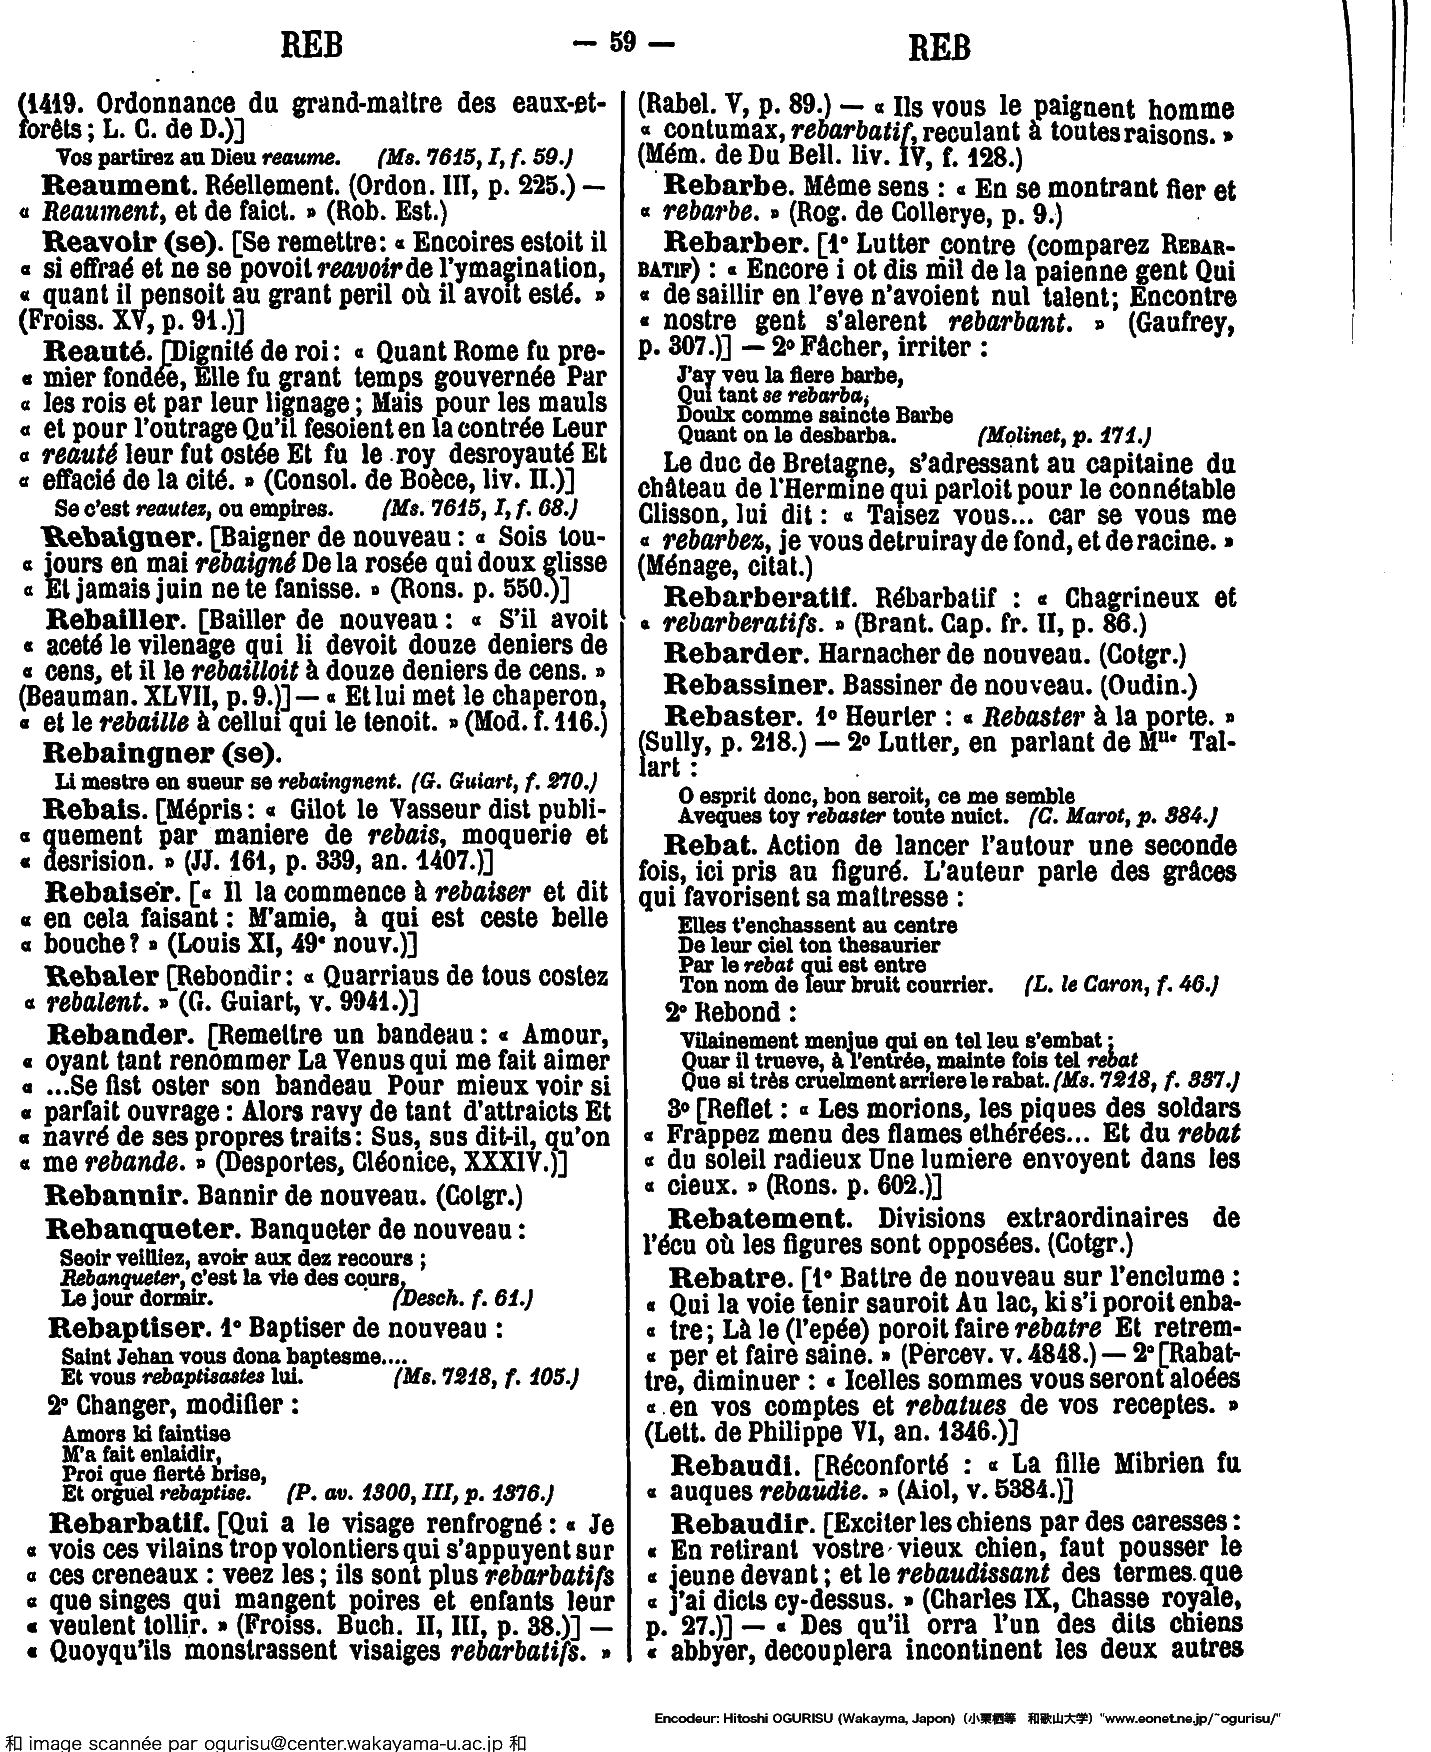 REB
— 59 —
REB
(1419. Ordonnance du grand-maître des eaux-et-
forêts ; L. C. de D.)]
Vos partirez au Dieu reaume. (Ms. 7615, I, f. 59.)
Reaument. Réellement. (Ordon. III, p. 225.) —
« Reaument, et de faict. » (Rob. Est.)
Reavoir (se). [Se remettre : « Encoires estoit il
« si effraé et ne se povoit reavoir de l'ymagination,
« quant il pensoit au grant peril où il avoit esté. »
(Froiss. XV, p. 91.)]
Reauté. [Dignité de roi : « Quant Rome fu pre-
« mier fondée, Elle fu grant temps gouvernée Par
« les rois et par leur lignage ; Mais pour les mauls
« et pour l'outrage Qu'il fesoient en la contrée Leur
« reauté leur fut ostée Et fu le roy desroyauté Et
« effacié de la cité. » (Consol. de Boèce, liv. II.)]
Se c'est reautez, ou empires. (Ms. 7615, I, f. 68.)
Rebaigner. [Baigner de nouveau : « Sois tou-
« jours en mai rebaigné De la rosée qui doux glisse
« Et jamais juin ne te fanisse. » (Rons. p. 550.)]
Rebailler. [Bailler de nouveau : « S'il avoit
« aceté le vilenage qui li devoit douze deniers de
« cens, et il le rebailloit à douze deniers de cens. »
(Beauman. XLVII, p. 9.)] — « Et lui met le chaperon,
« et le rebaille à cellui qui le tenoit. » (Mod. f. 116.)
Rebaingner (se).
Li mestre en sueur se rebaingnent. (G. Guiart, f. 270.)
Rebais. [Mépris : « Gilot le Vasseur dist publi-
« quement par maniere de rebais, moquerie et
« desrision. » (JJ. 161, p. 339, an. 1407.)]
Rebaiser. [« Il la commence à rebaiser et dit
« en cela faisant : M'amie, à qui est ceste belle
« bouche ? » (Louis XI, 49e nouv.)]
Rebaler [Rebondir : « Quarriaus de tous costez
« rebalent. » (G. Guiart, v. 9941.)]
Rebander. [Remettre un bandeau : « Amour,
« oyant tant renommer La Venus qui me fait aimer
« ...Se fist oster son bandeau Pour mieux voir si
« parfait ouvrage : Alors ravy de tant d'attraicts Et
« navré de ses propres traits : Sus, sus dit-il, qu'on
« me rebande. » (Desportes, Cléonice, XXXIV.)]
Rebannir. Bannir de nouveau. (Cotgr.)
Rebanqueter. Banqueter de nouveau :
Seoir veilliez, avoir aux dez recours ;
Rebanqueter, c'est la vie des cours,
Le jour dormir. (Desch. f. 61.)
Rebaptiser. 1° Baptiser de nouveau :
Saint Jehan vous dona baptesme....
Et vous rebaptisastes lui. (Ms. 7218, f. 105.)
2° Changer, modifier :
Amors ki faintise
M'a fait enlaidir,
Proi que fierté brise,
Et orguel rebaptise. (P. av. 1300, III, p. 1376.)
Rebarbatif. [Qui a le visage renfrogné : « Je
« vois ces vilains trop volontiers qui s'appuyent sur
« ces creneaux : veez les ; ils sont plus rebarbatifs
« que singes qui mangent poires et enfants leur
« veulent tollir. » (Froiss. Buch. II, III, p. 38.)] —
« Quoyqu'ils monstrassent visaiges rebarbatifs. »
(Rabel. V, p. 89.) — « Ils vous le paignent homme
« contumax, rebarbatif, reculant à toutes raisons. »
(Mém. de Du Bell. liv. IV, f. 128.)
Rebarbe. Même sens : « En se montrant fier et
« rebarbe. » (Rog. de Collerye, p. 9.)
Rebarber. [1° Lutter contre (comparez REBAR-
BATIF) : « Encore i ot dis mil de la paienne gent Qui
« de saillir en l'eve n'avoient nul talent ; Encontre
« nostre gent s'alerent rebarbant. » (Gaufrey,
p. 307.)] — 2° Fâcher, irriter :
J'ay veu la fiere barbe,
Qui tant se rebarba,
Doulx comme saincte Barbe
Quant on le desbarba. (Molinet, p. 171.)
Le duc de Bretagne, s'adressant au capitaine du
château de l'Hermine qui parloit pour le connétable
Clisson, lui dit : « Taisez vous... car se vous me
« rebarbez, je vous detruiray de fond, et de racine. »
(Ménage, citat.)
Rebarberatif. Rébarbatif : « Chagrineux et
« rebarberatifs. » (Brant. Cap. fr. II, p. 86.)
Rebarder. Harnacher de nouveau. (Cotgr.)
Rebassiner. Bassiner de nouveau. (Oudin.)
Rebaster. 1° Heurter : « Rebaster à la porte. »
(Sully, p. 218.) — 2° Lutter, en parlant de Mlle Tal-
lart :
O esprit donc, bon seroit, ce me semble
Aveques toy rebaster toute nuict. (C. Marot, p. 384.)
Rebat. Action de lancer l'autour une seconde
fois, ici pris au figuré. L'auteur parle des grâces
qui favorisent sa maîtresse :
Elles t'enchassent au centre
De leur ciel ton thesaurier
Par le rebat qui est entre
Ton nom de leur bruit courrier. (L. le Caron, f. 46.)
2° Rebond :
Vilainement menjue qui en tel leu s'embat ;
Quar il trueve, à l'entrée, mainte fois tel rebat
Que si très cruelment arriere le rabat. (Ms. 7218, f. 337.)
3° [Reflet : « Les morions, les piques des soldars
« Frappez menu des flames ethérées... Et du rebat
« du soleil radieux Une lumiere envoyent dans les
« cieux. » (Rons. p. 602.)]
Rebatement. Divisions extraordinaires de
l'écu où les figures sont opposées. (Cotgr.)
Rebatre. [1° Battre de nouveau sur l'enclume :
« Qui la voie tenir sauroit Au lac, ki s'i poroit enba-
« tre ; Là le (l'epée) poroit faire rebatre Et retrem-
« per et faire saine. » (Percev. v. 4848.) — 2° [Rabat-
tre, diminuer : « Icelles sommes vous seront aloées
« en vos comptes et rebatues de vos receptes. »
(Lett. de Philippe VI, an. 1346.)]
Rebaudi. [Réconforté : « La fille Mibrien fu
« auques rebaudie. » (Aiol, v. 5384.)]
Rebaudir. [Exciter les chiens par des caresses :
« En retirant vostre vieux chien, faut pousser le
« jeune devant ; et le rebaudissant des termes que
« j'ai dicts cy-dessus. » (Charles IX, Chasse royale,
p. 27.)] — « Des qu'il orra l'un des dits chiens
« abbyer, decouplera incontinent les deux autres
Encodeur: Hitoshi OGURISU (Wakayma, Japon) (小栗栖等 和歌山大学) "www.eonet.ne.jp/~ogurisu/"
和 image scannée par ogurisu@center.wakayama-u.ac.jp 和